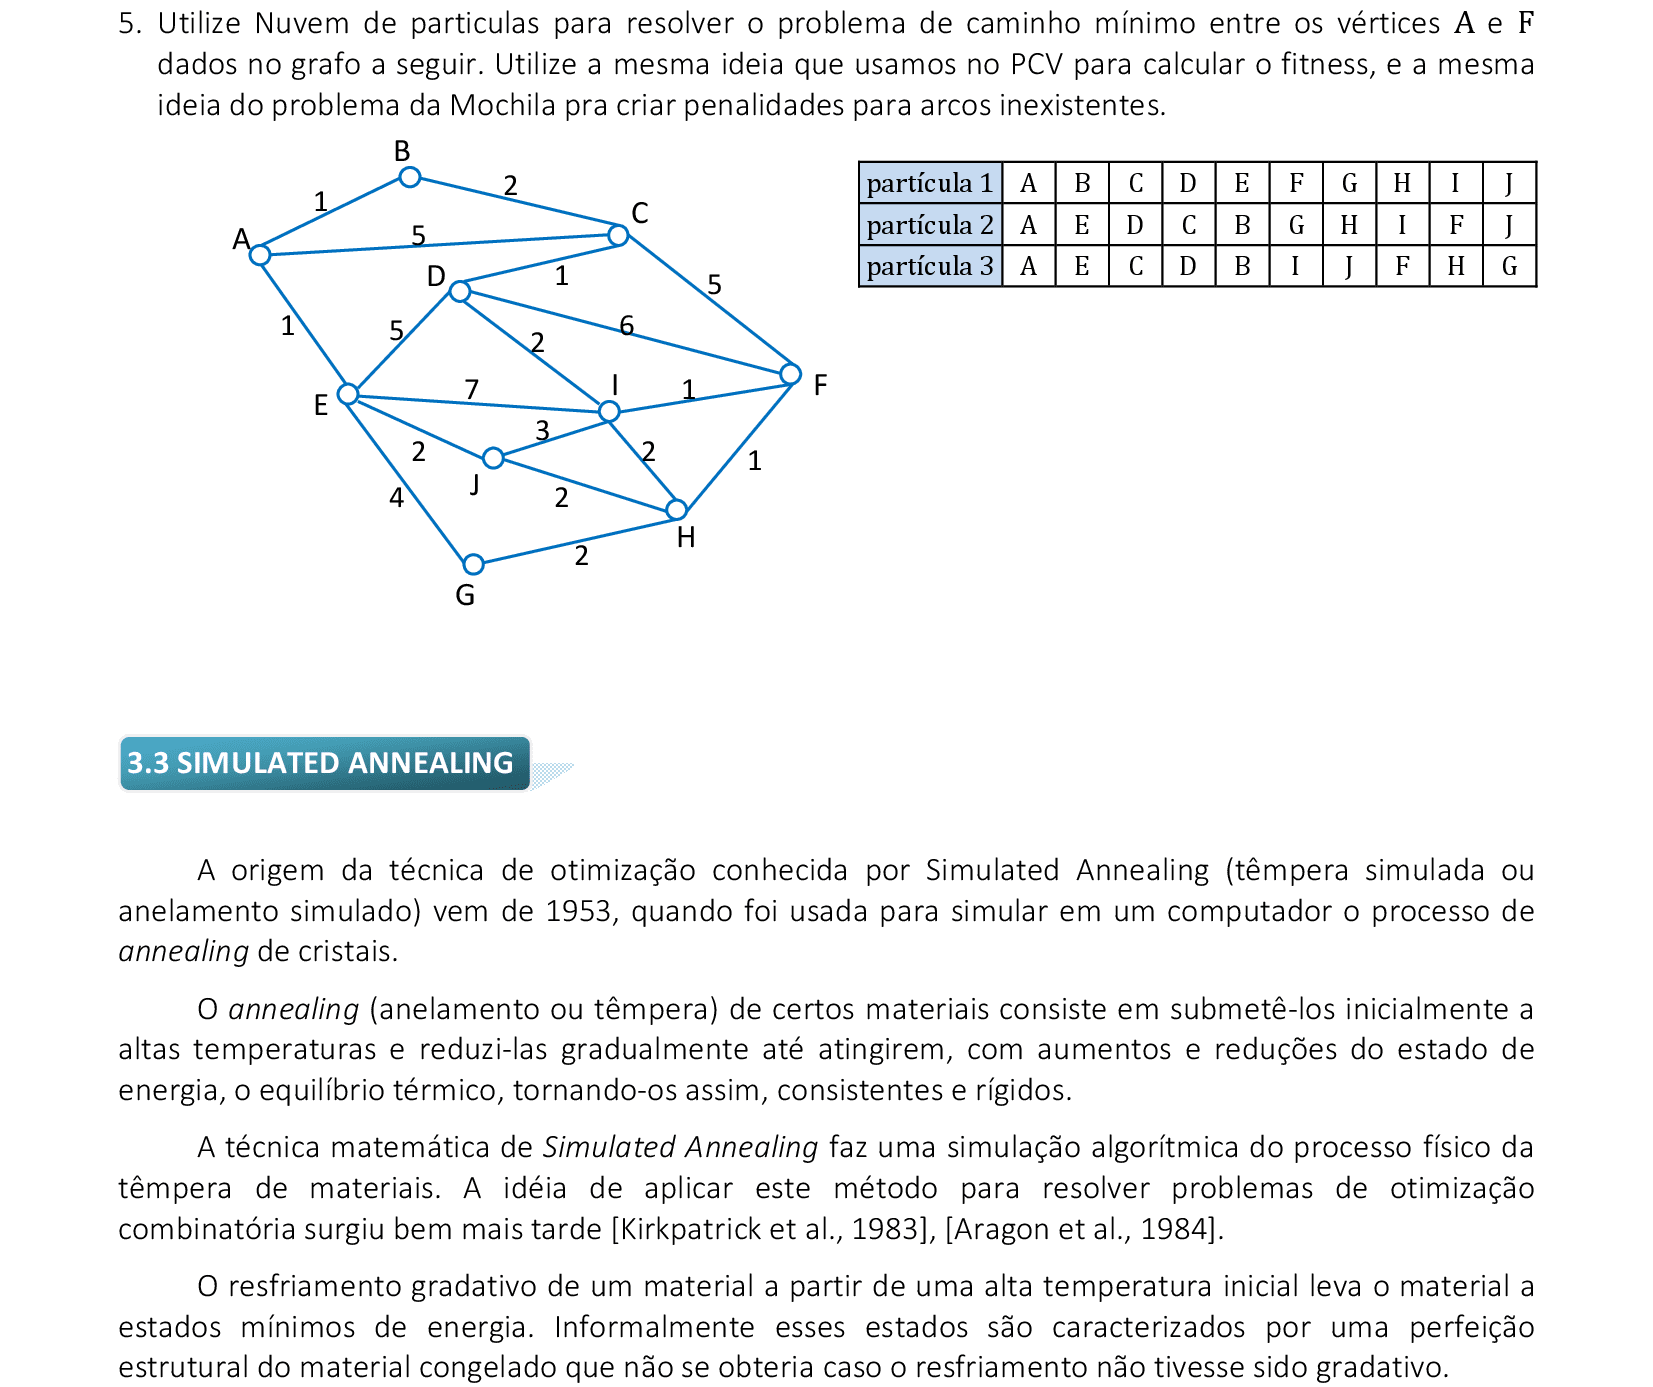 5. Utilize Nuvem de particulas para resolver o problema de caminho mínimo entre os vértices A e F
dados no grafo a seguir. Utilize a mesma ideia que usamos no PCV para calcular o fitness, e a mesma
ideia do problema da Mochila pra criar penalidades para arcos inexistentes.
B
1
2
C
A
5
D
1
5
1
5
6
2
I
1
F
7
E
3
2
2
1
J
4
2
H
2
G
partícula 1 A B C D E F G H I J
partícula 2 A E D C B G H I F J
partícula 3 A E C D B I J F H G
3.3 SIMULATED ANNEALING
A origem da técnica de otimização conhecida por Simulated Annealing (têmpera simulada ou
anelamento simulado) vem de 1953, quando foi usada para simular em um computador o processo de
annealing de cristais.
O annealing (anelamento ou têmpera) de certos materiais consiste em submetê-los inicialmente a
altas temperaturas e reduzi-las gradualmente até atingirem, com aumentos e reduções do estado de
energia, o equilíbrio térmico, tornando-os assim, consistentes e rígidos.
A técnica matemática de Simulated Annealing faz uma simulação algorítmica do processo físico da
têmpera de materiais. A idéia de aplicar este método para resolver problemas de otimização
combinatória surgiu bem mais tarde [Kirkpatrick et al., 1983], [Aragon et al., 1984].
O resfriamento gradativo de um material a partir de uma alta temperatura inicial leva o material a
estados mínimos de energia. Informalmente esses estados são caracterizados por uma perfeição
estrutural do material congelado que não se obteria caso o resfriamento não tivesse sido gradativo.